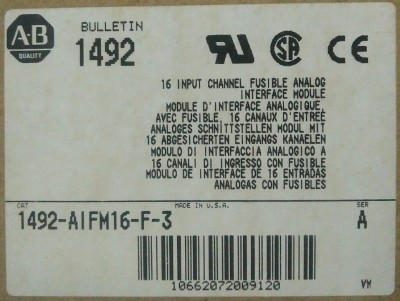 A-B
QUALITY
BULLETIN
1492
SA
CE
16 INPUT CHANNEL FUSIBLE ANALOG
INTERFACE MODULE
MODULE D'INTERFACE ANALOGIQUE,
AVEC FUSIBLE, 16 CANAUX D'ENTREE
ANALOGES SCHNITTSTELLEN MODUL MIT
16 ABGESICHERTEN EINGANGS KANAELEN
MODULO DI INTERFACCIA ANALOGICO A
16 CANALI DI INGRESSO CON FUSIBLE
MODULO DE INTERFACE DE 16 ENTRADAS
ANALOGAS CON FUSIBLES
CAT
MADE IN U.S.A.
SER
1492-AIFM16-F-3
A
10662072009120
VM